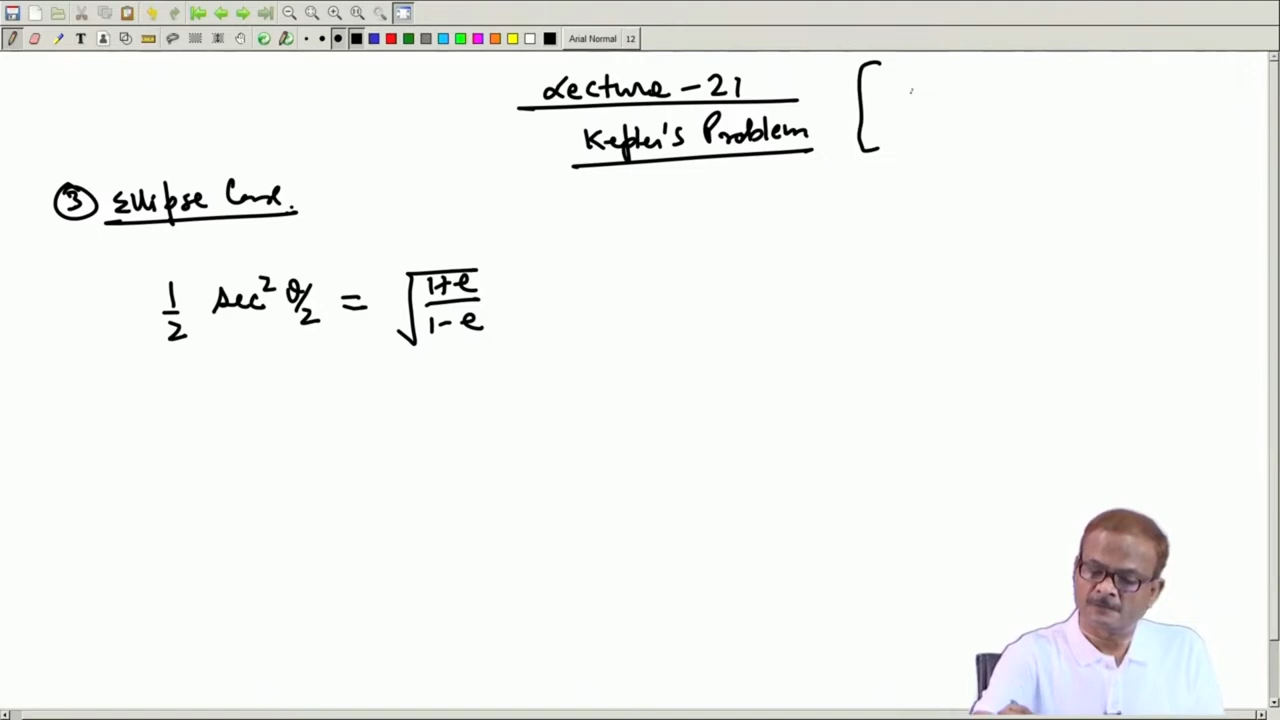 Arial Normal 12
Lecture - 21
Kepler's Problem [
③ Ellipse Case.
1/2 sec² θ/2 = √((1+e)/(1-e))